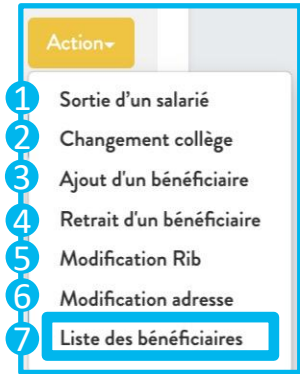 Action
1 Sortie d'un salarié
2 Changement collège
3 Ajout d'un bénéficiaire
4 Retrait d'un bénéficiaire
5 Modification Rib
6 Modification adresse
7 Liste des bénéficiaires